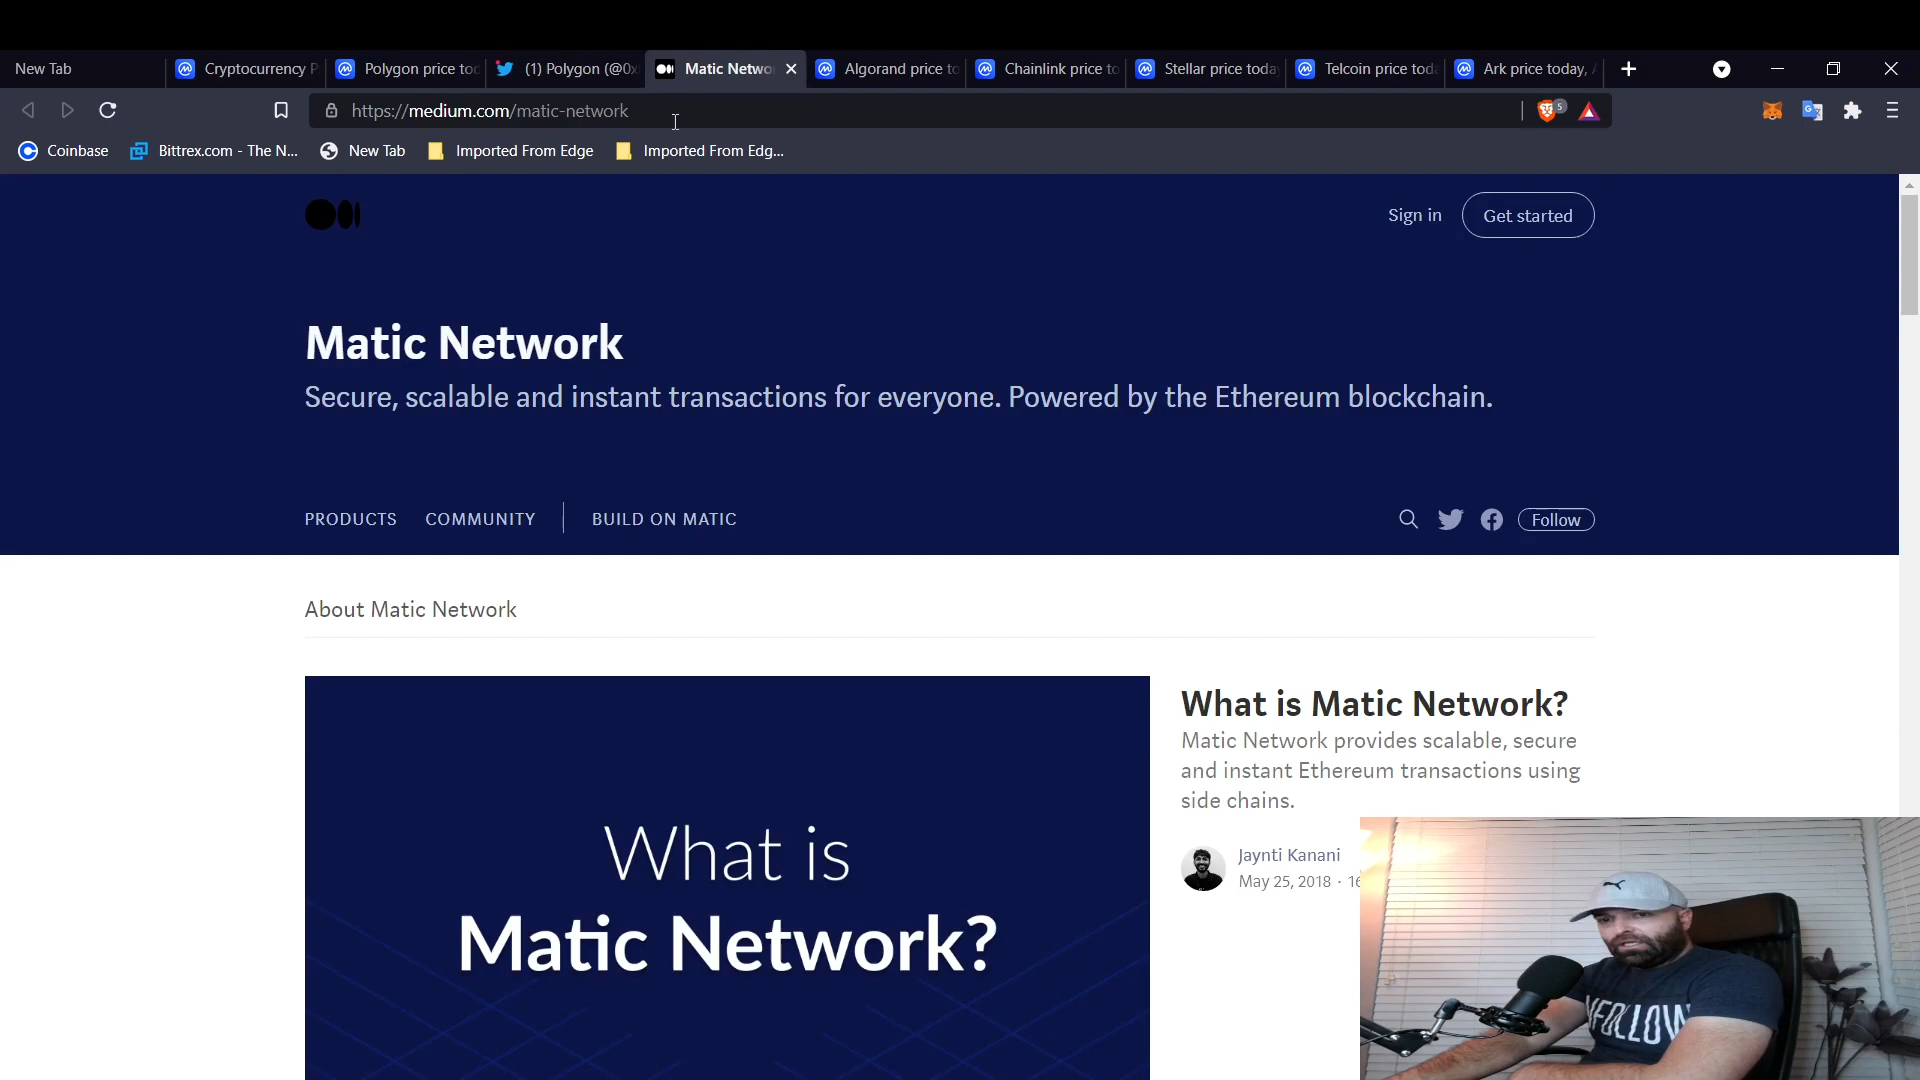 New Tab
Cryptocurrency P
Polygon price toc
(1) Polygon (@0x
Matic Netwo
Algorand price to
Chainlink price to
Stellar price toda
Telcoin price toda
Ark price today,
https://medium.com/matic-network
5
Coinbase
Bittrex.com - The N...
New Tab
Imported From Edge
Imported From Edg...
Sign in
Get started
Matic Network
Secure, scalable and instant transactions for everyone. Powered by the Ethereum blockchain.
PRODUCTS
COMMUNITY
BUILD ON MATIC
Follow
About Matic Network
What is
Matic Network?
What is Matic Network?
Matic Network provides scalable, secure
and instant Ethereum transactions using
side chains.
Jaynti Kanani
May 25, 2018 · 16
NFOLLOW